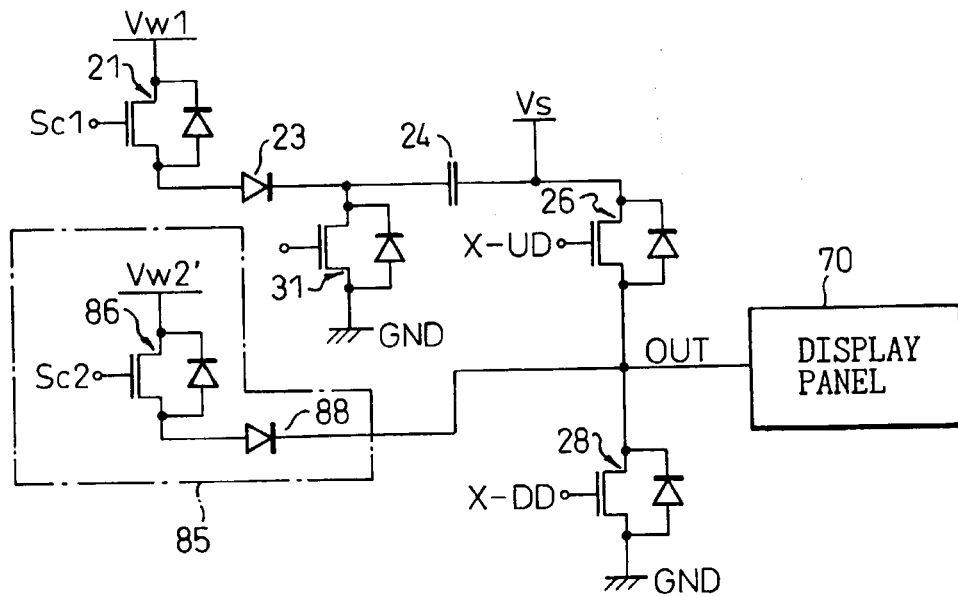 Vw1
21
Sc1
23
24
Vs
26
X-UD
31
GND
Vw2'
86
Sc2
88
85
OUT
70
DISPLAY
PANEL
28
X-DD
GND